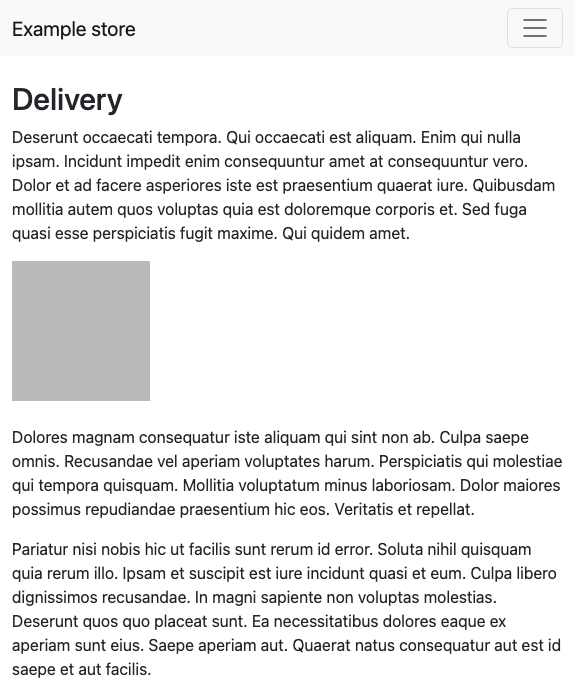 Example store
Delivery
Deserunt occaecati tempora. Qui occaecati est aliquam. Enim qui nulla
ipsam. Incidunt impedit enim consequuntur amet at consequuntur vero.
Dolor et ad facere asperiores iste est praesentium quaerat iure. Quibusdam
mollitia autem quos voluptas quia est doloremque corporis et. Sed fuga
quasi esse perspiciatis fugit maxime. Qui quidem amet.
Dolores magnam consequatur iste aliquam qui sint non ab. Culpa saepe
omnis. Recusandae vel aperiam voluptates harum. Perspiciatis qui molestiae
qui tempora quisquam. Mollitia voluptatum minus laboriosam. Dolor maiores
possimus repudiandae praesentium hic eos. Veritatis et repellat.
Pariatur nisi nobis hic ut facilis sunt rerum id error. Soluta nihil quisquam
quia rerum illo. Ipsam et suscipit est iure incidunt quasi et eum. Culpa libero
dignissimos recusandae. In magni sapiente non voluptas molestias.
Deserunt quos quo placeat sunt. Ea necessitatibus dolores eaque ex
aperiam sunt eius. Saepe aperiam aut. Quaerat natus consequatur aut est id
saepe et aut facilis.